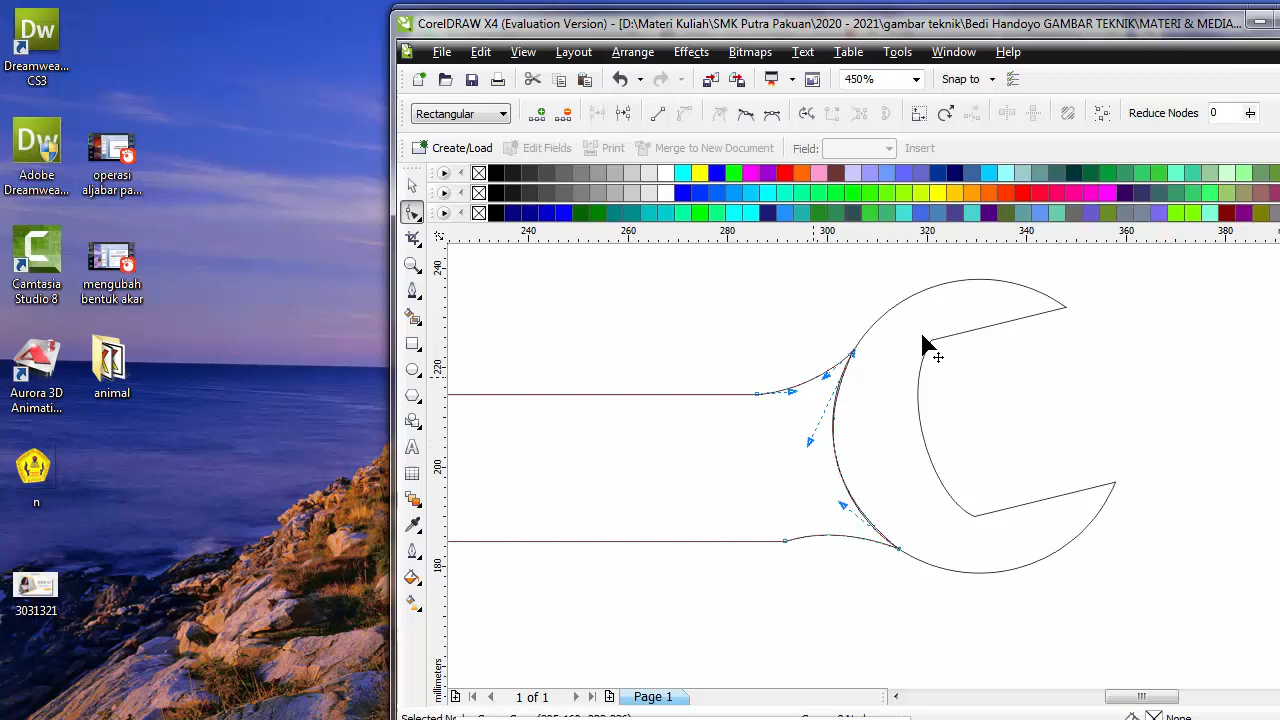 Dreamwea...
CS3
Adobe
Dreamwea...
operasi
aljabar pa...
Camtasia
Studio 8
mengubah
bentuk akar
Aurora 3D
Animati...
animal
n
3031321
CorelDRAW X4 (Evaluation Version) - [D:\Materi Kuliah\SMK Putra Pakuan\2020 - 2021\gambar teknik\Bedi Handoyo GAMBAR TEKNIK\MATERI & MEDIA...
File Edit View Layout Arrange Effects Bitmaps Text Table Tools Window Help
450% Snap to
Rectangular Reduce Nodes 0
Create/Load Edit Fields Print Merge to New Document Field: Insert
240 260 280 300 320 340 360 380
240
220
200
180
millimeters
1 of 1 Page 1
None